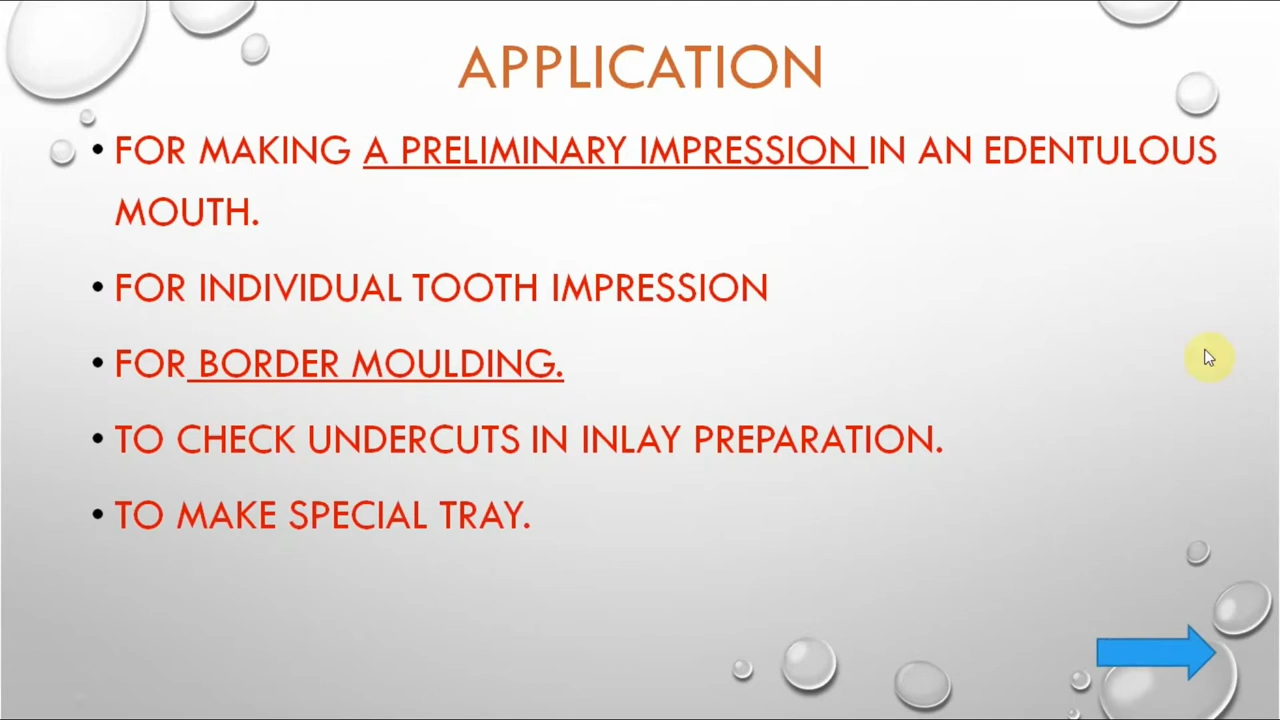 APPLICATION
• FOR MAKING A PRELIMINARY IMPRESSION IN AN EDENTULOUS
MOUTH.
• FOR INDIVIDUAL TOOTH IMPRESSION
• FOR BORDER MOULDING.
• TO CHECK UNDERCUTS IN INLAY PREPARATION.
• TO MAKE SPECIAL TRAY.